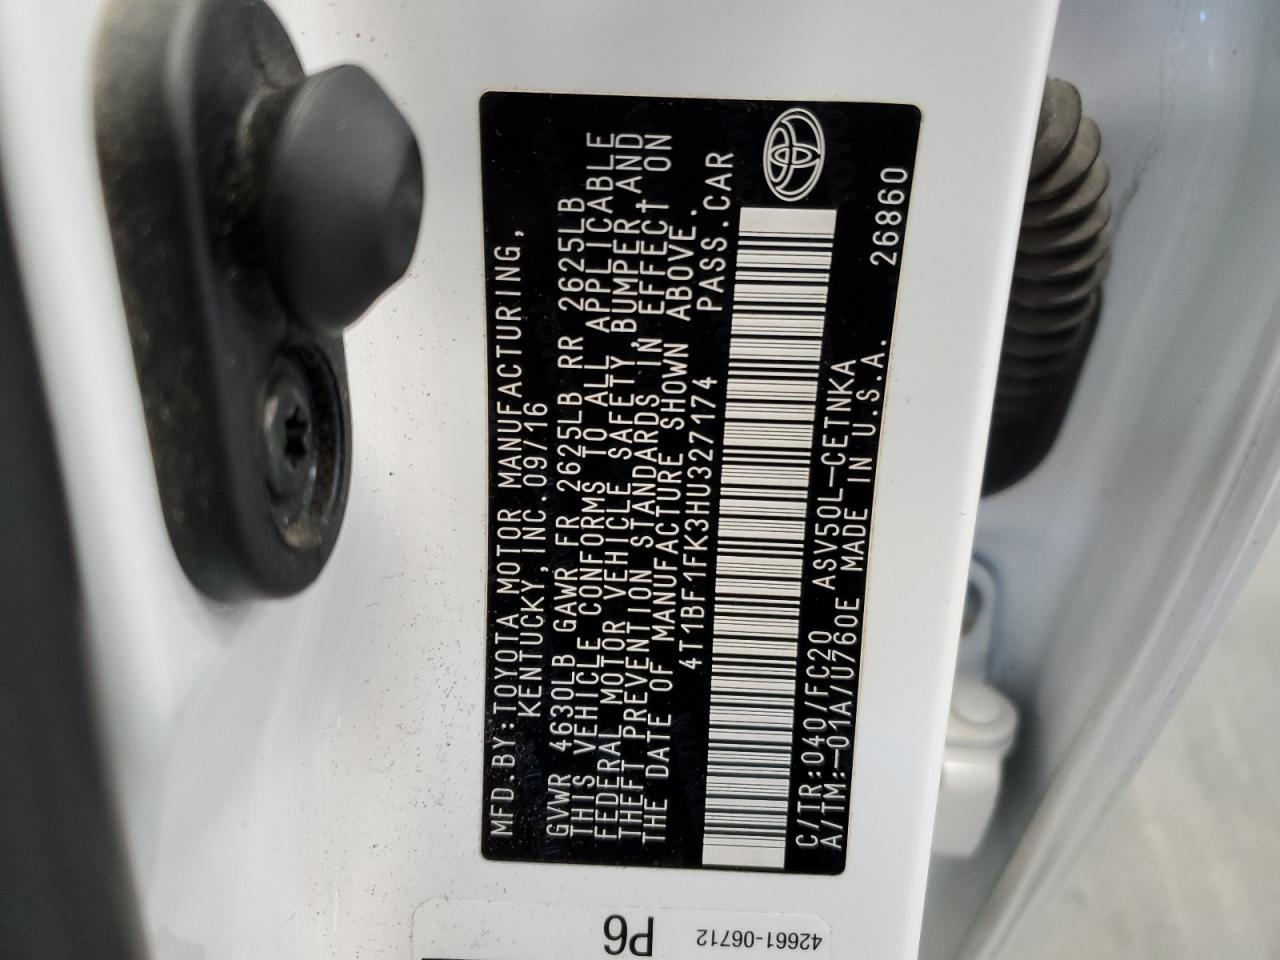 MFD.BY:TOYOTA MOTOR MANUFACTURING,
KENTUCKY,INC.09/16
GVWR 4630LB GAWR FR 2625LB RR 2625LB
THIS VEHICLE CONFORMS TO ALL APPLICABLE
FEDERAL MOTOR VEHICLE SAFETY,BUMPER,AND
THEFT PREVENTION STANDARDS IN EFFECT ON
THE DATE OF MANUFACTURE SHOWN ABOVE.
4T1BF1FK3HU327174 PASS.CAR
C/TR:040/FC20 ASV50L-CETNKA 26860
A/TM:-01A/U760E MADE IN U.S.A.
P6
42661-06712